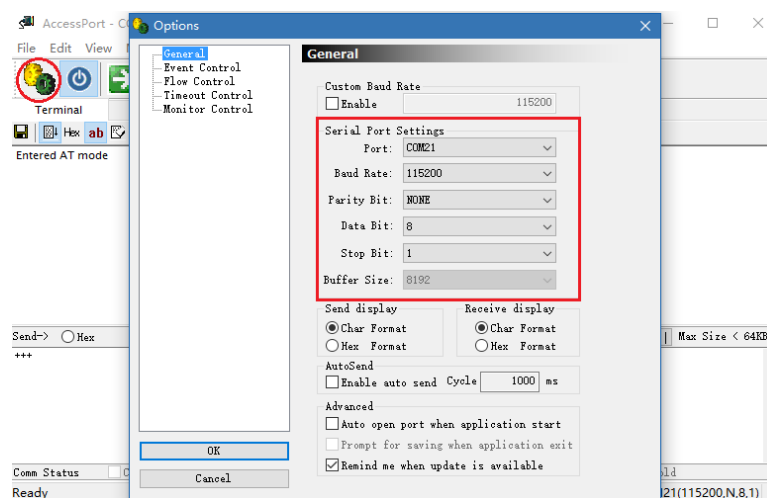 AccessPort - C
Options
File Edit View
Terminal
Hex ab
Entered AT mode
Send-> Hex
Max Size < 64KB
+++
Comm Status
Ready
21(115200,N,8,1)
General
Event Control
Flow Control
Timeout Control
Monitor Control
OK
Cancel
General
Custom Baud Rate
Enable 115200
Serial Port Settings
Port: COM21
Baud Rate: 115200
Parity Bit: NONE
Data Bit: 8
Stop Bit: 1
Buffer Size: 8192
Send display Receive display
Char Format Char Format
Hex Format Hex Format
AutoSend
Enable auto send Cycle 1000 ms
Advanced
Auto open port when application start
Prompt for saving when application exit
Remind me when update is available